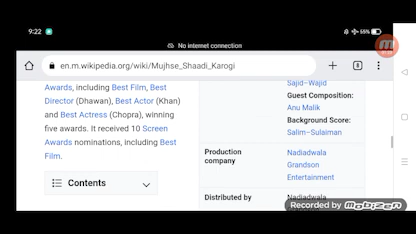 9:22
55%
No internet connection
en.m.wikipedia.org/wiki/Mujhse_Shaadi_Karogi
Awards, including Best Film, Best
Director (Dhawan), Best Actor (Khan)
and Best Actress (Chopra), winning
five awards. It received 10 Screen
Awards nominations, including Best
Film.
Contents
Sajid–Wajid
Guest Composition:
Anu Malik
Background Score:
Salim–Sulaiman
Production
company
Nadiadwala
Grandson
Entertainment
Distributed by
Nadiadwala
Recorded by
MOBIZEN